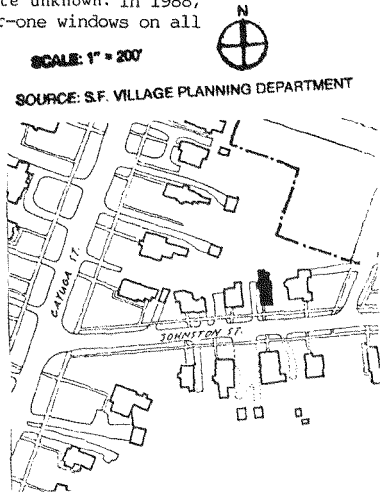 te unknown. In 1988,
r-one windows on all
N
SCALE: 1" = 200'
SOURCE: S.F. VILLAGE PLANNING DEPARTMENT
CAYUGA ST.
JOHNSTON ST.